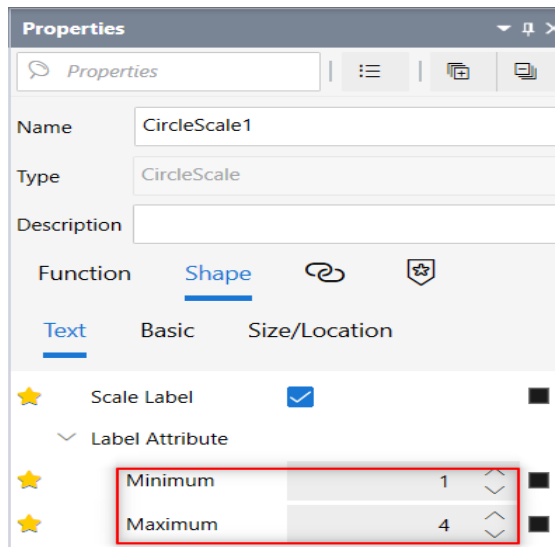 Properties
Properties
Name CircleScale1
Type CircleScale
Description
Function Shape
Text Basic Size/Location
Scale Label
Label Attribute
Minimum 1
Maximum 4